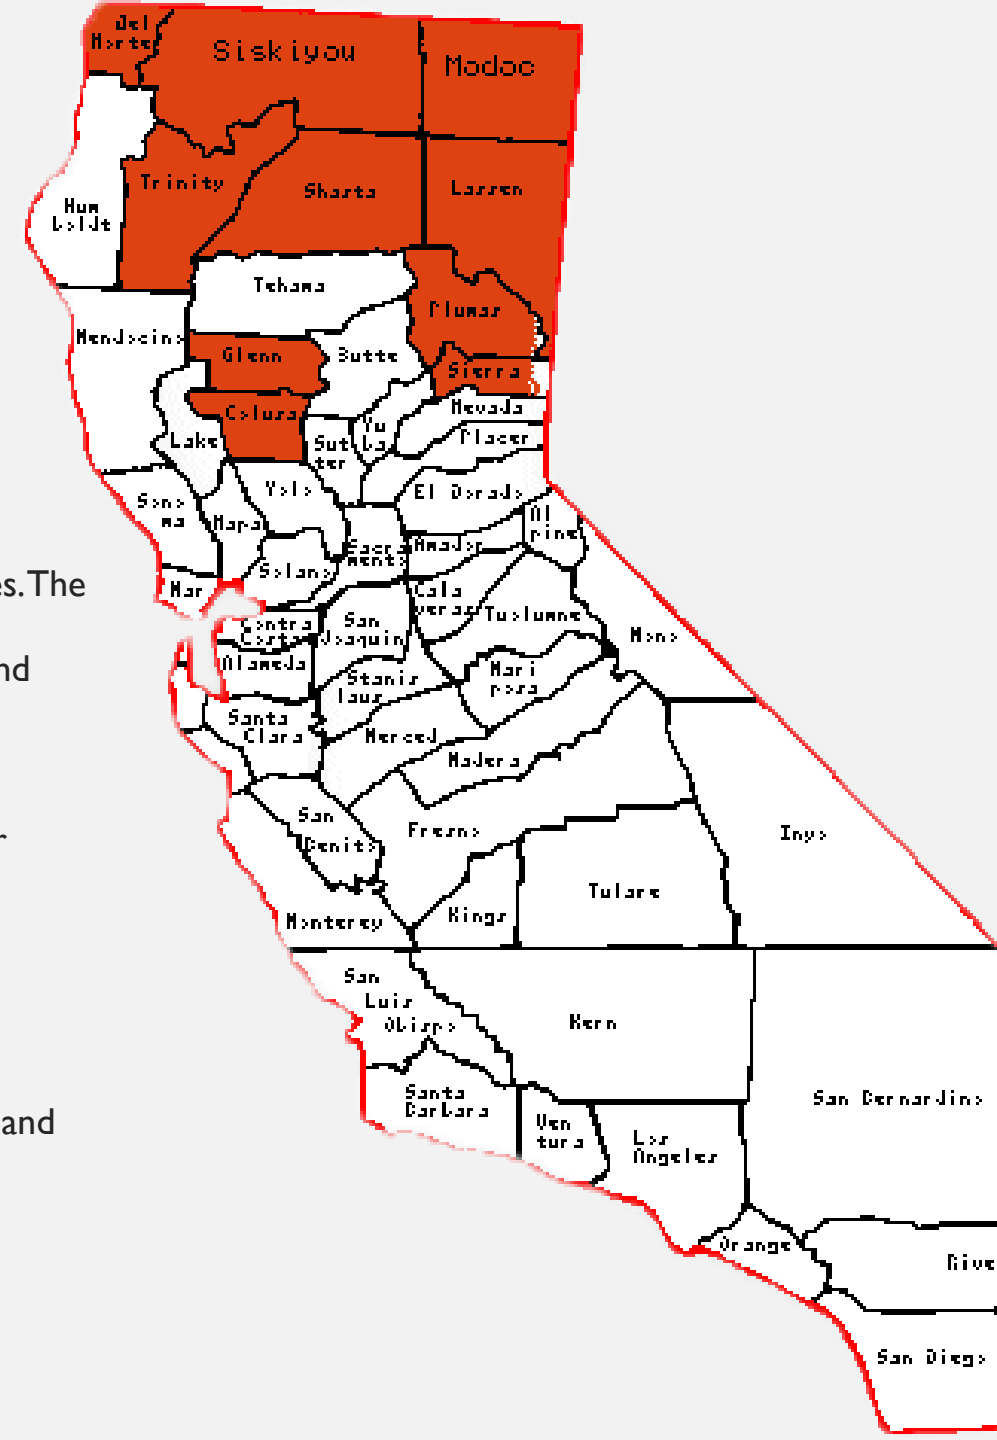 Del
Norte
Siskiyou
Modoc
Trinity
Shasta
Lassen
Hum
boldt
Tehama
Plumas
Mendocino
Glenn
Butte
Sierra
Colusa
Nevada
Yu
ba
Lake
Sut
ter
Placer
Yolo
El Dorado
Sono
ma
Napa
Al
pine
Sacra
mento
Amador
Solano
es. The
Mar
Cala
veras
Tuolumne
Contra
Costa
San
Joaquin
Mono
nd
Alameda
Stanis
laus
Mari
posa
Santa
Clara
Merced
Madera
San
Benito
Fresno
Inyo
r
Tulare
Kings
Monterey
San
Luis
Obispo
Kern
Santa
Barbara
San Bernardino
and
Ven
tura
Los
Angeles
Orange
Rive
San Diego